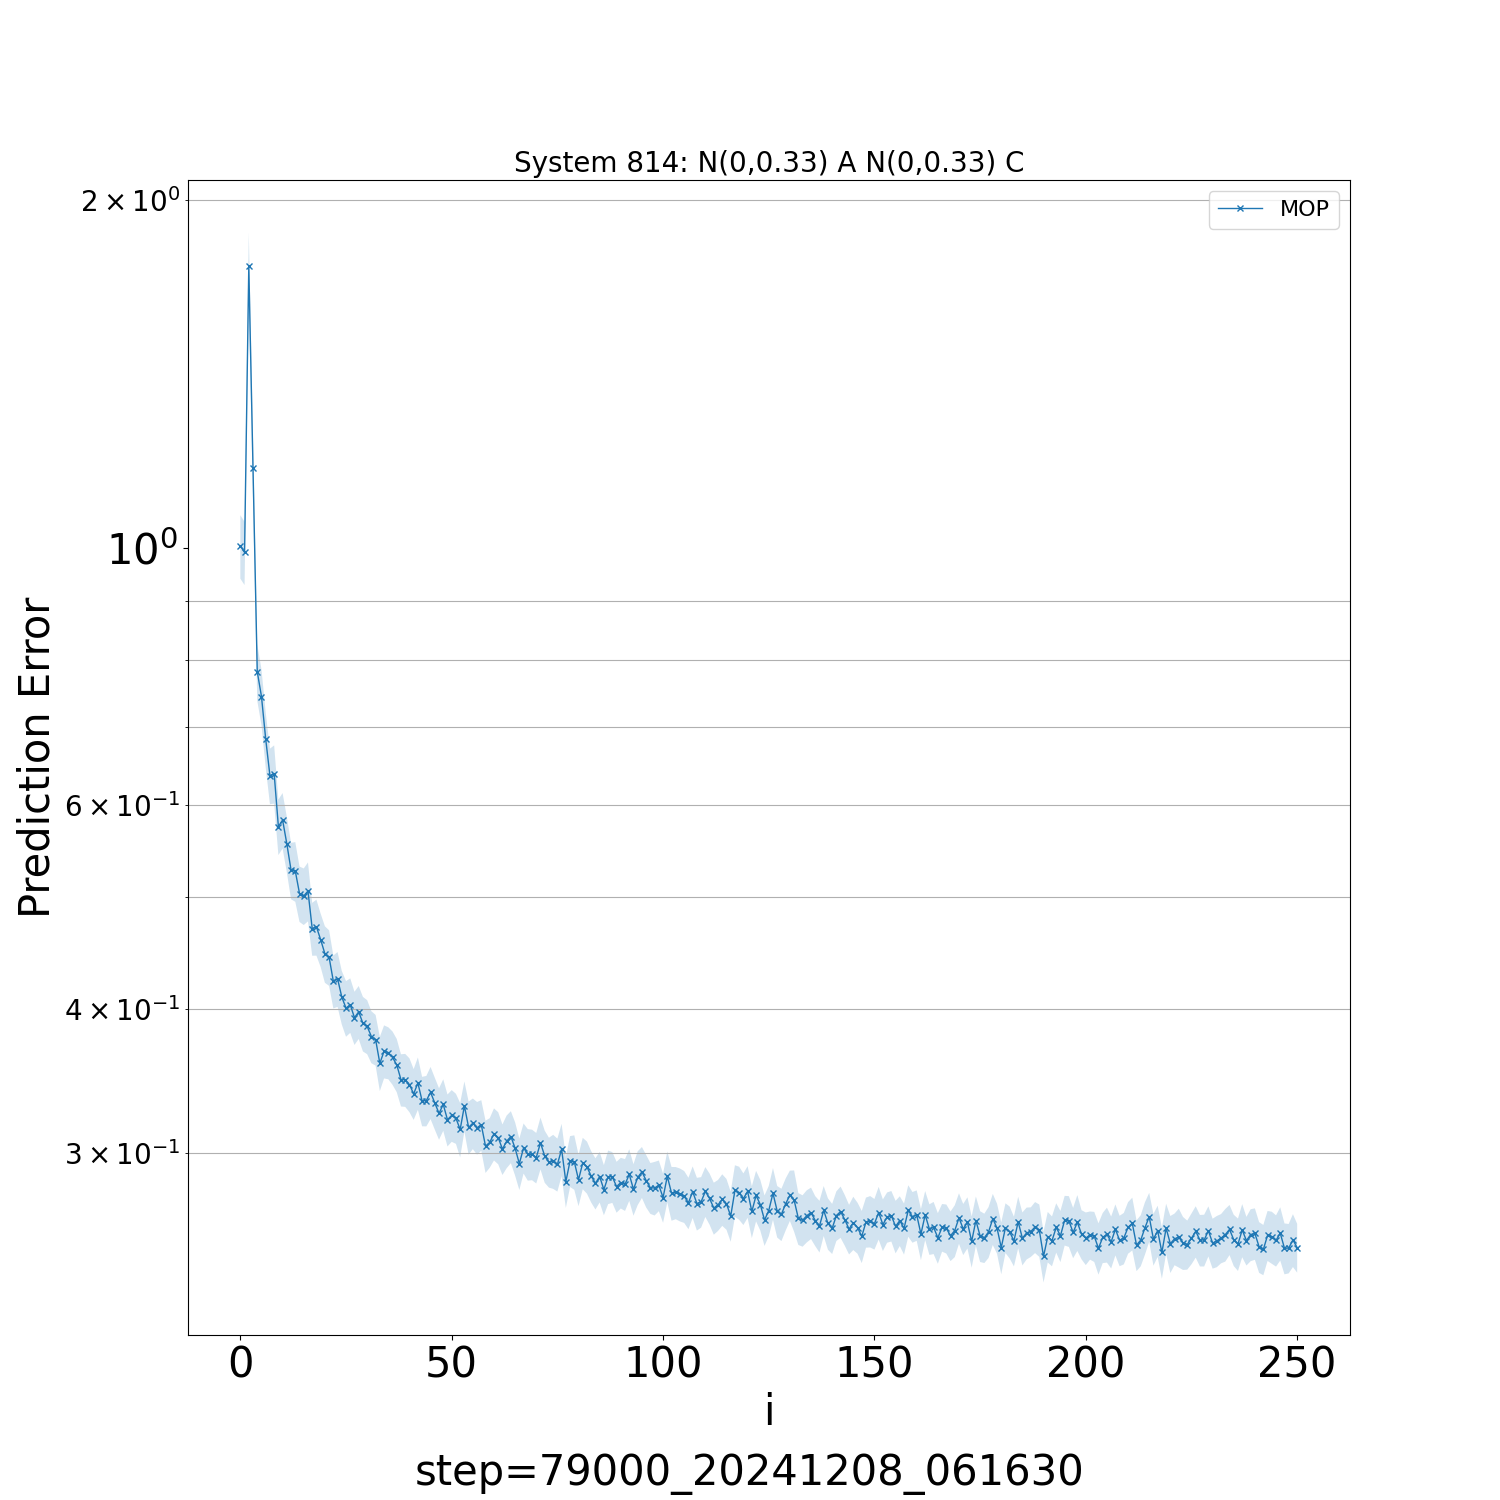 System 814: N(0,0.33) A N(0,0.33) C
MOP
Prediction Error
2 × 10⁰
10⁰
6 × 10⁻¹
4 × 10⁻¹
3 × 10⁻¹
0 50 100 150 200 250
i
step=79000_20241208_061630